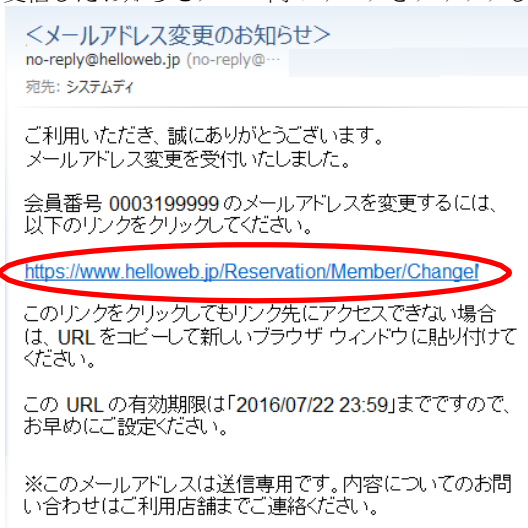 ＜メールアドレス変更のお知らせ＞
no-reply@helloweb.jp (no-reply@…
宛先: システムディ
ご利用いただき、誠にありがとうございます。
メールアドレス変更を受付いたしました。
会員番号 0003199999 のメールアドレスを変更するには、
以下のリンクをクリックしてください。
https://www.helloweb.jp/Reservation/Member/Change
このリンクをクリックしてもリンク先にアクセスできない場合
は、URL をコピーして新しいブラウザ ウィンドウに貼り付けて
ください。
この URL の有効期限は「2016/07/22 23:59」までですので、
お早めにご設定ください。
※このメールアドレスは送信専用です。内容についてのお問
い合わせはご利用店舗までご連絡ください。